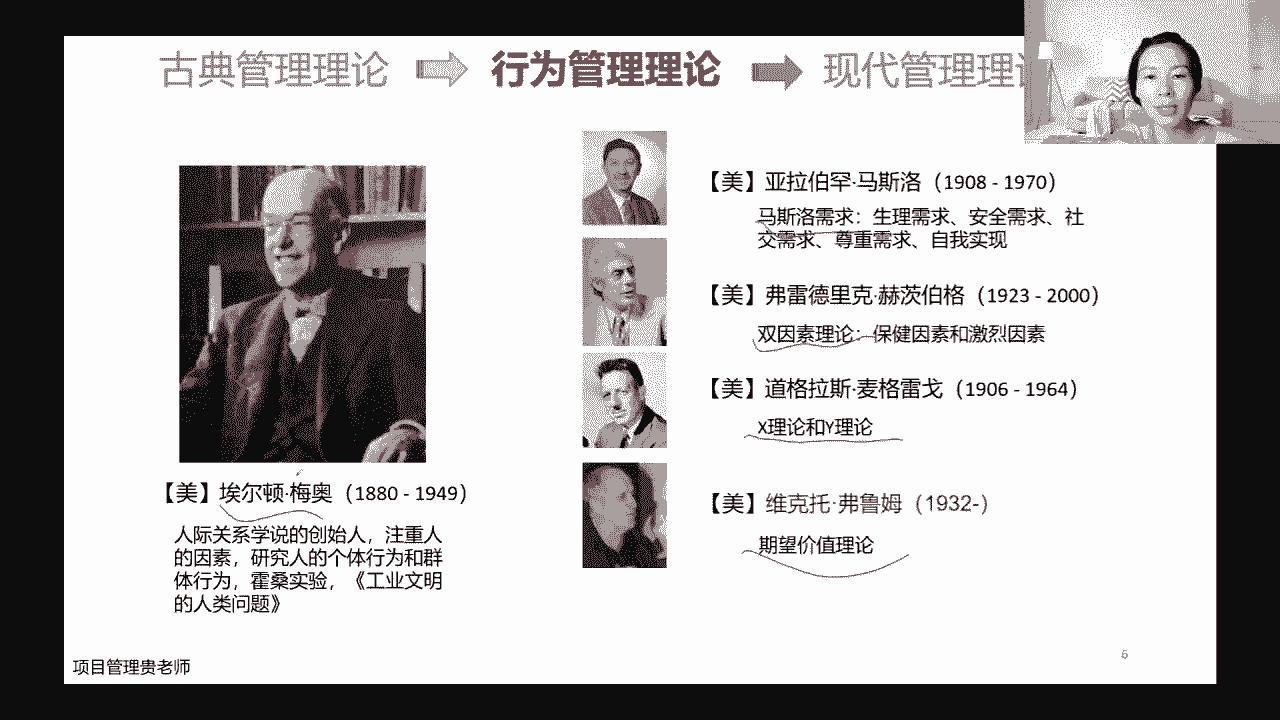 古典管理理论
行为管理理论
现代管理理
【美】埃尔顿·梅奥（1880 - 1949）
人际关系学说的创始人，注重人
的因素，研究人的个体行为和群
体行为，霍桑实验，《工业文明
的人类问题》
【美】亚拉伯罕·马斯洛（1908 - 1970）
马斯洛需求：生理需求、安全需求、社
交需求、尊重需求、自我实现
【美】弗雷德里克·赫茨伯格（1923 - 2000）
双因素理论：保健因素和激烈因素
【美】道格拉斯·麦格雷戈（1906 - 1964）
X理论和Y理论
【美】维克托·弗鲁姆（1932-）
期望价值理论
项目管理贵老师
5